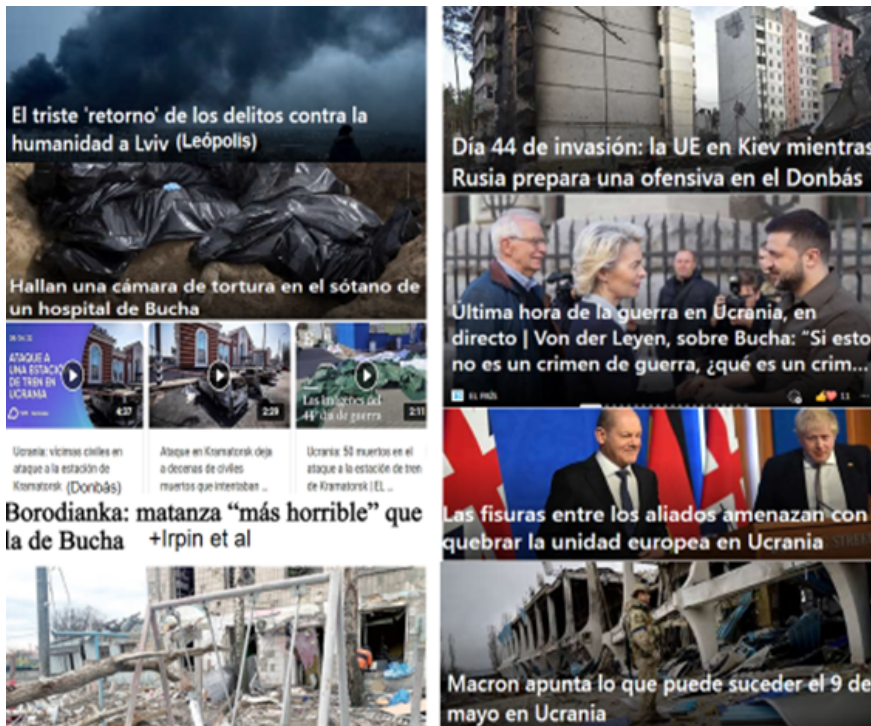 El triste 'retorno' de los delitos contra la
humanidad a Lviv (Leópolis)
Hallan una cámara de tortura en el sótano de
un hospital de Bucha
ATAQUE A
UNA ESTACIÓ
DE TREN EN
UCRANIA
4:27
2:29
Las imágenes del
44º día de guerra
2:11
Ucrania: víctimas civiles en
ataque a la estación de
Kramatorsk (Donbás)
Ataque en Kramatorsk deja
a decenas de civiles
muertos que intentaban ...
Ucrania: 50 muertos en el
ataque a la estación de tren
de Kramatorsk | EL ...
Borodianka: matanza “más horrible” que
la de Bucha +Irpin et al
Día 44 de invasión: la UE en Kiev mientras
Rusia prepara una ofensiva en el Donbás
Última hora de la guerra en Ucrania, en
directo | Von der Leyen, sobre Bucha: “Si esto
no es un crimen de guerra, ¿qué es un crim...
EL PAÍS
11
Las fisuras entre los aliados amenazan con
quebrar la unidad europea en Ucrania
Macron apunta lo que puede suceder el 9 de
mayo en Ucrania